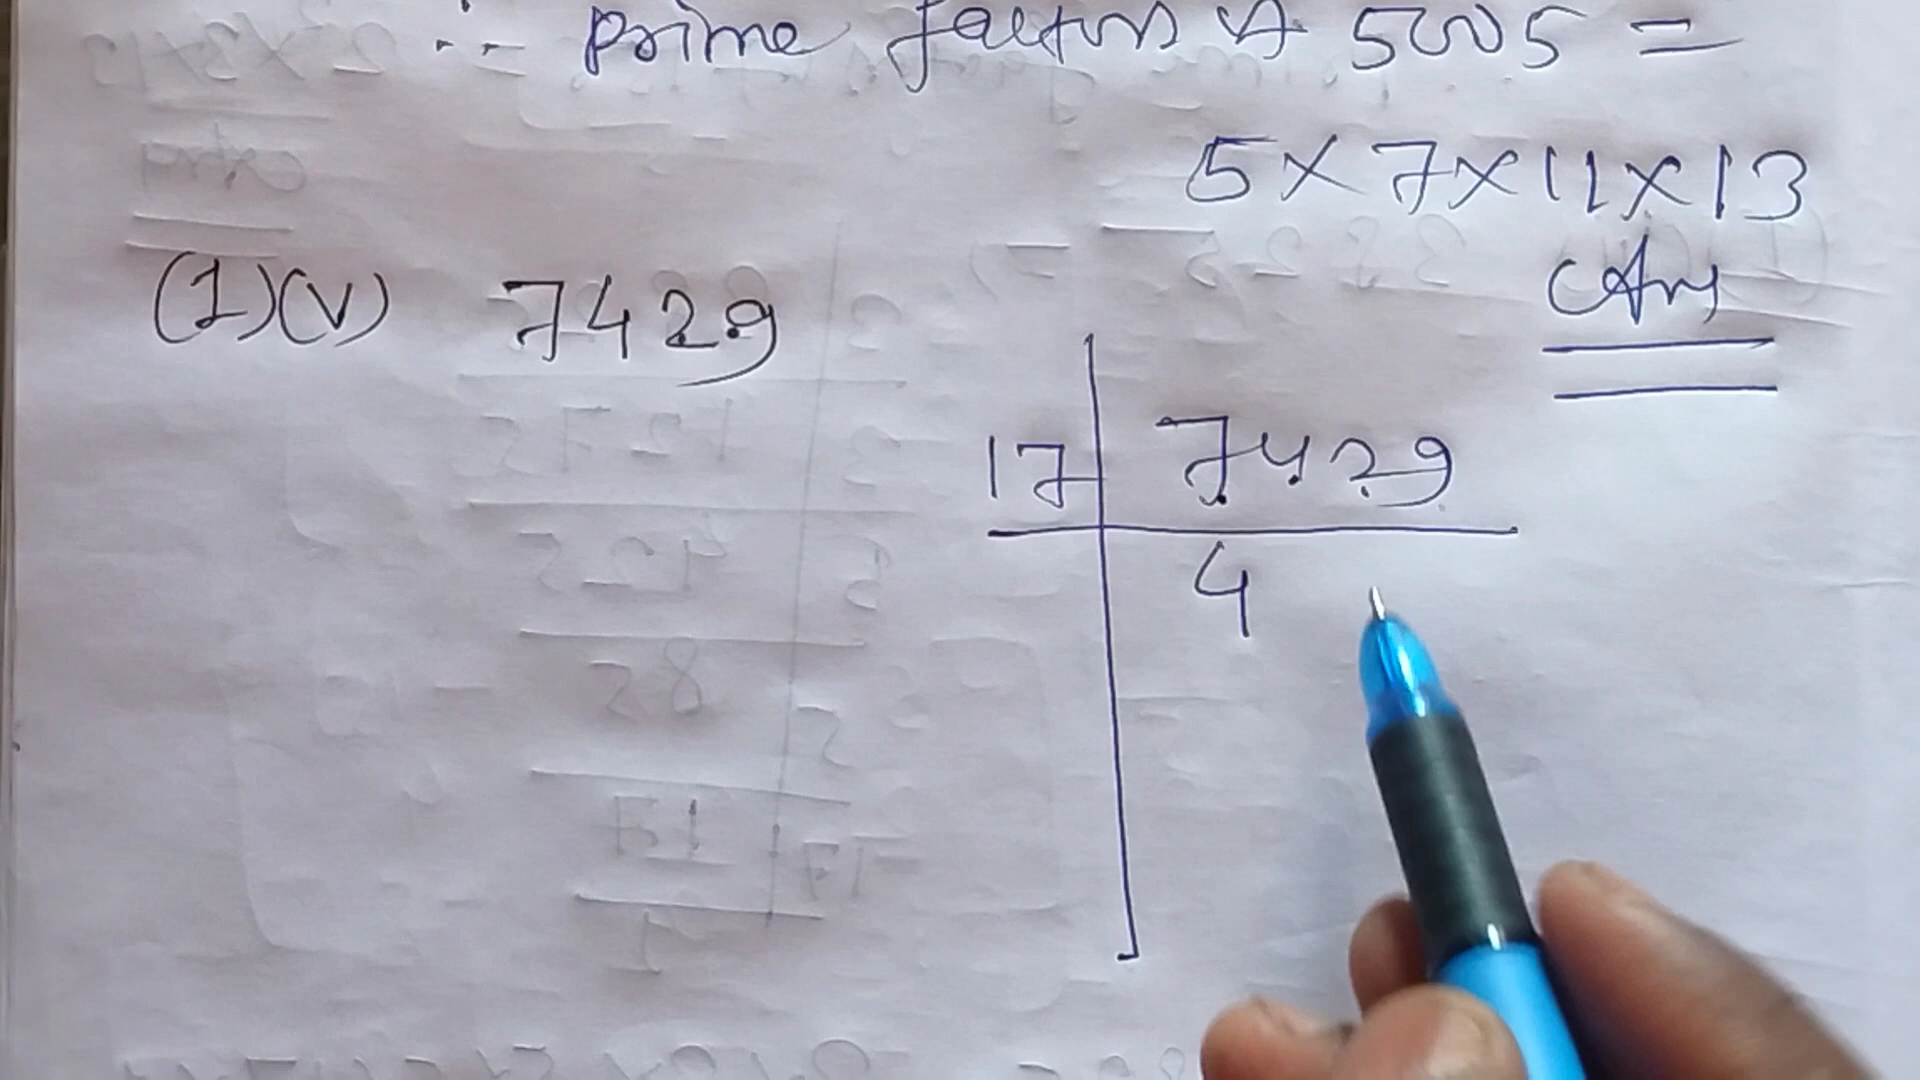 ∴ prime factors of 5005 =
5×7×11×13
Ans
(1)(v) 7429
17 7429
4